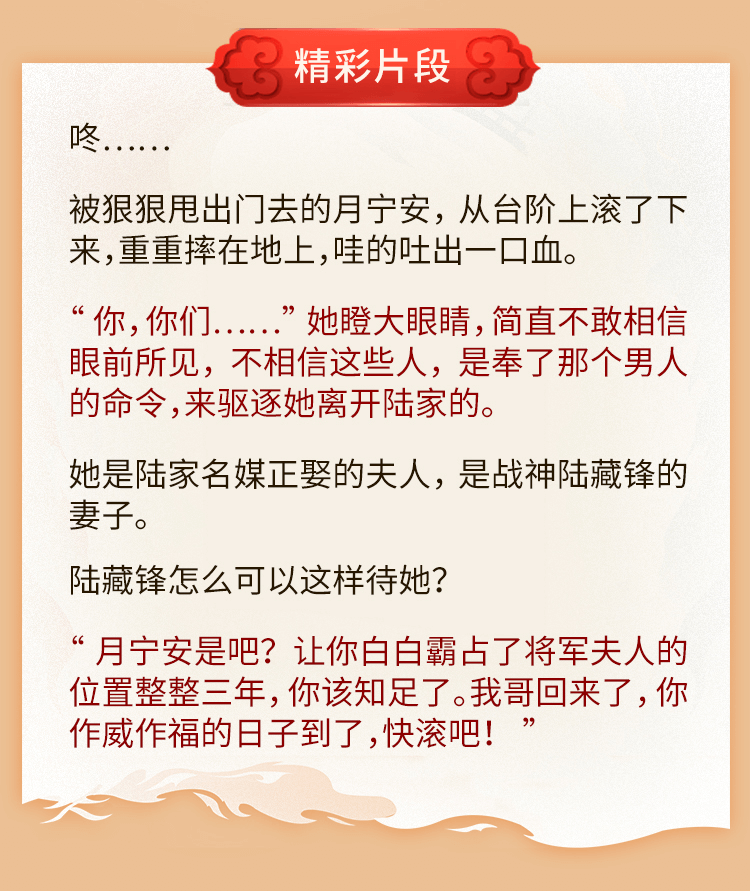 精彩片段
咚……
被狠狠甩出门去的月宁安，从台阶上滚了下
来，重重摔在地上，哇的吐出一口血。
“你，你们……”她瞪大眼睛，简直不敢相信
眼前所见，不相信这些人，是奉了那个男人
的命令，来驱逐她离开陆家的。
她是陆家名媒正娶的夫人，是战神陆藏锋的
妻子。
陆藏锋怎么可以这样待她？
“月宁安是吧？让你白白霸占了将军夫人的
位置整整三年，你该知足了。我哥回来了，你
作威作福的日子到了，快滚吧！”